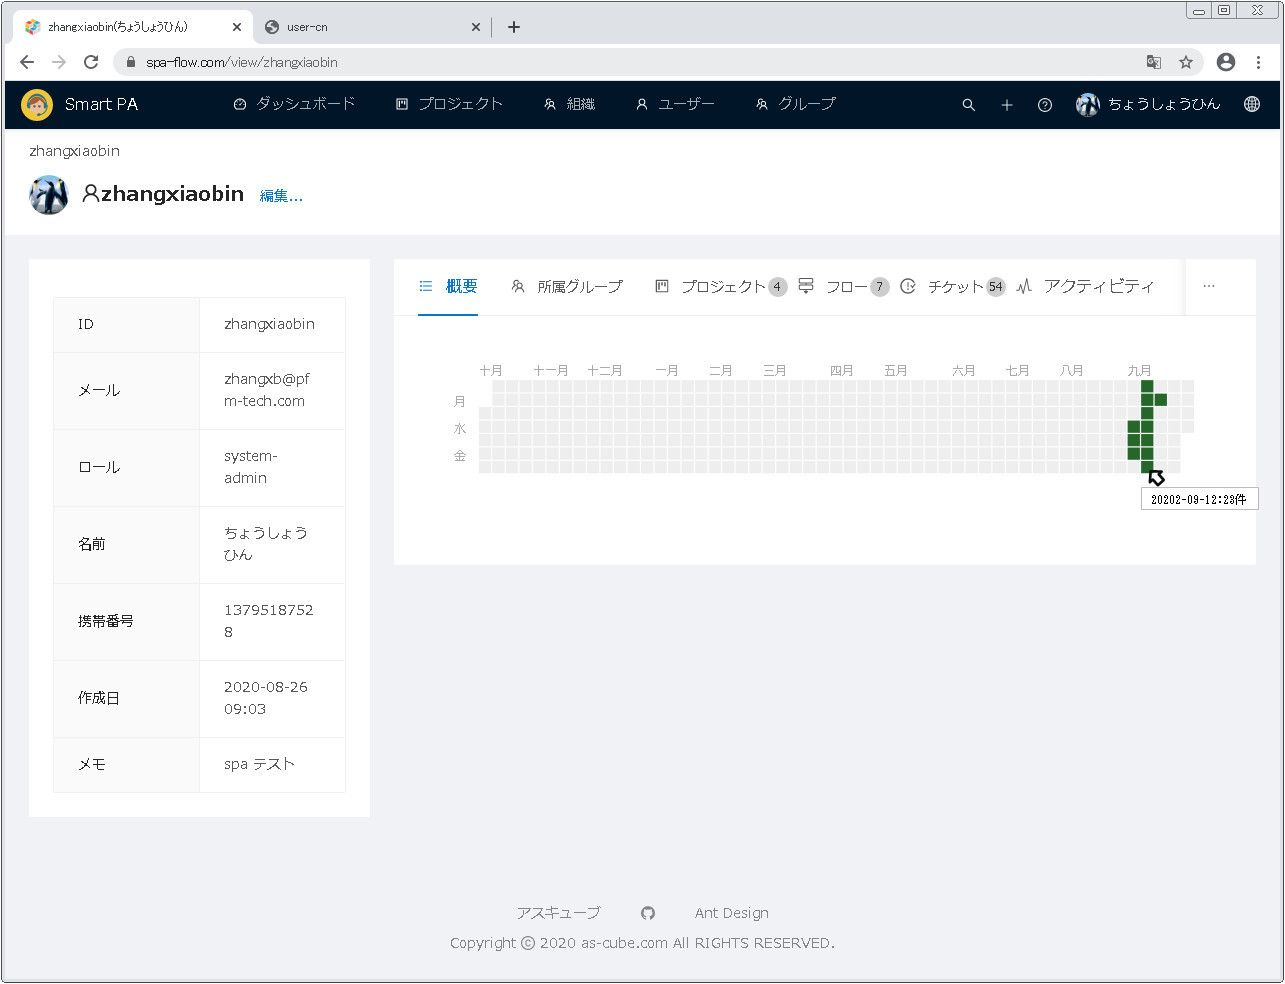 zhangxiaobin(ちょうしょうひん)
user-cn
spa-flow.com/view/zhangxiaobin
Smart PA
ダッシュボード
プロジェクト
組織
ユーザー
グループ
ちょうしょうひん
zhangxiaobin
zhangxiaobin 編集...
概要
所属グループ
プロジェクト 4
フロー 7
チケット 54
アクティビティ
ID
zhangxiaobin
メール
zhangxb@pf
m-tech.com
ロール
system-
admin
名前
ちょうしょう
ひん
携帯番号
1379518752
8
作成日
2020-08-26
09:03
メモ
spa テスト
十月 十一月 十二月 一月 二月 三月 四月 五月 六月 七月 八月 九月
月
水
金
20202-09-12:23件
アスキューブ
Ant Design
Copyright © 2020 as-cube.com All RIGHTS RESERVED.